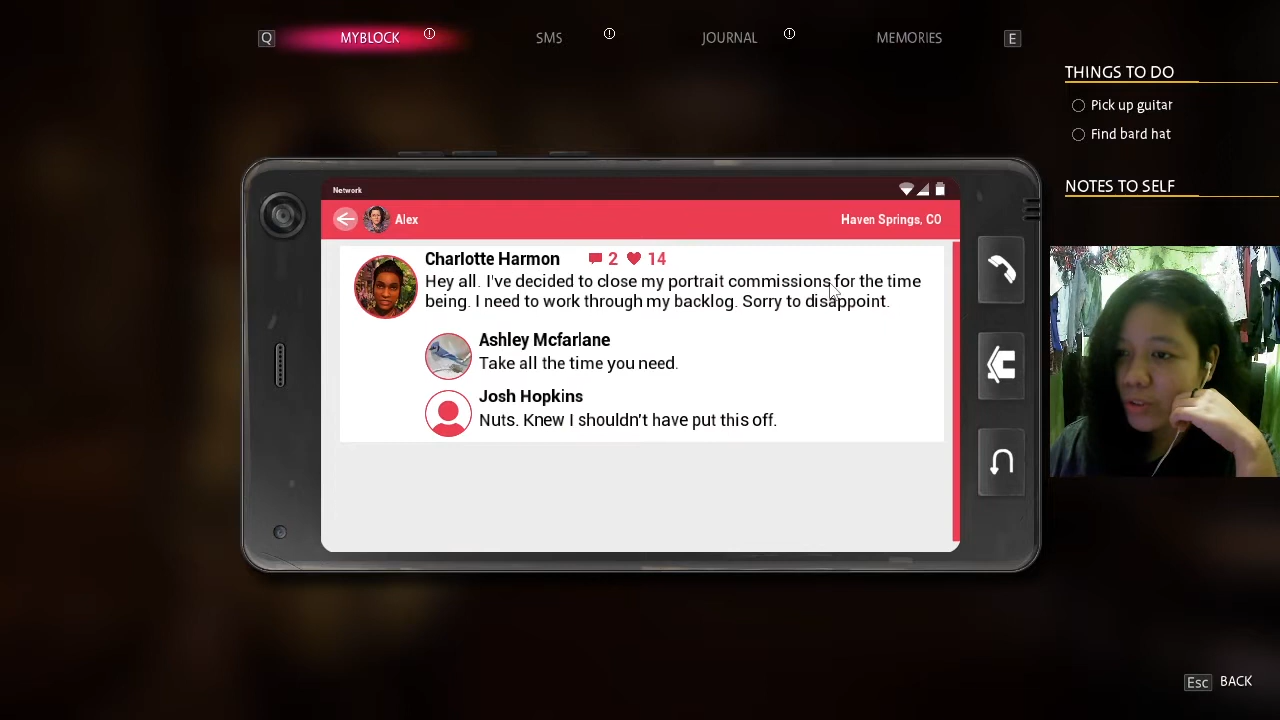 Q
MYBLOCK
SMS
JOURNAL
MEMORIES
E
THINGS TO DO
Pick up guitar
Find bard hat
NOTES TO SELF
Network
Alex
Haven Springs, CO
Charlotte Harmon 2 14
Hey all. I've decided to close my portrait commissions for the time
being. I need to work through my backlog. Sorry to disappoint.
Ashley Mcfarlane
Take all the time you need.
Josh Hopkins
Nuts. Knew I shouldn't have put this off.
Esc BACK